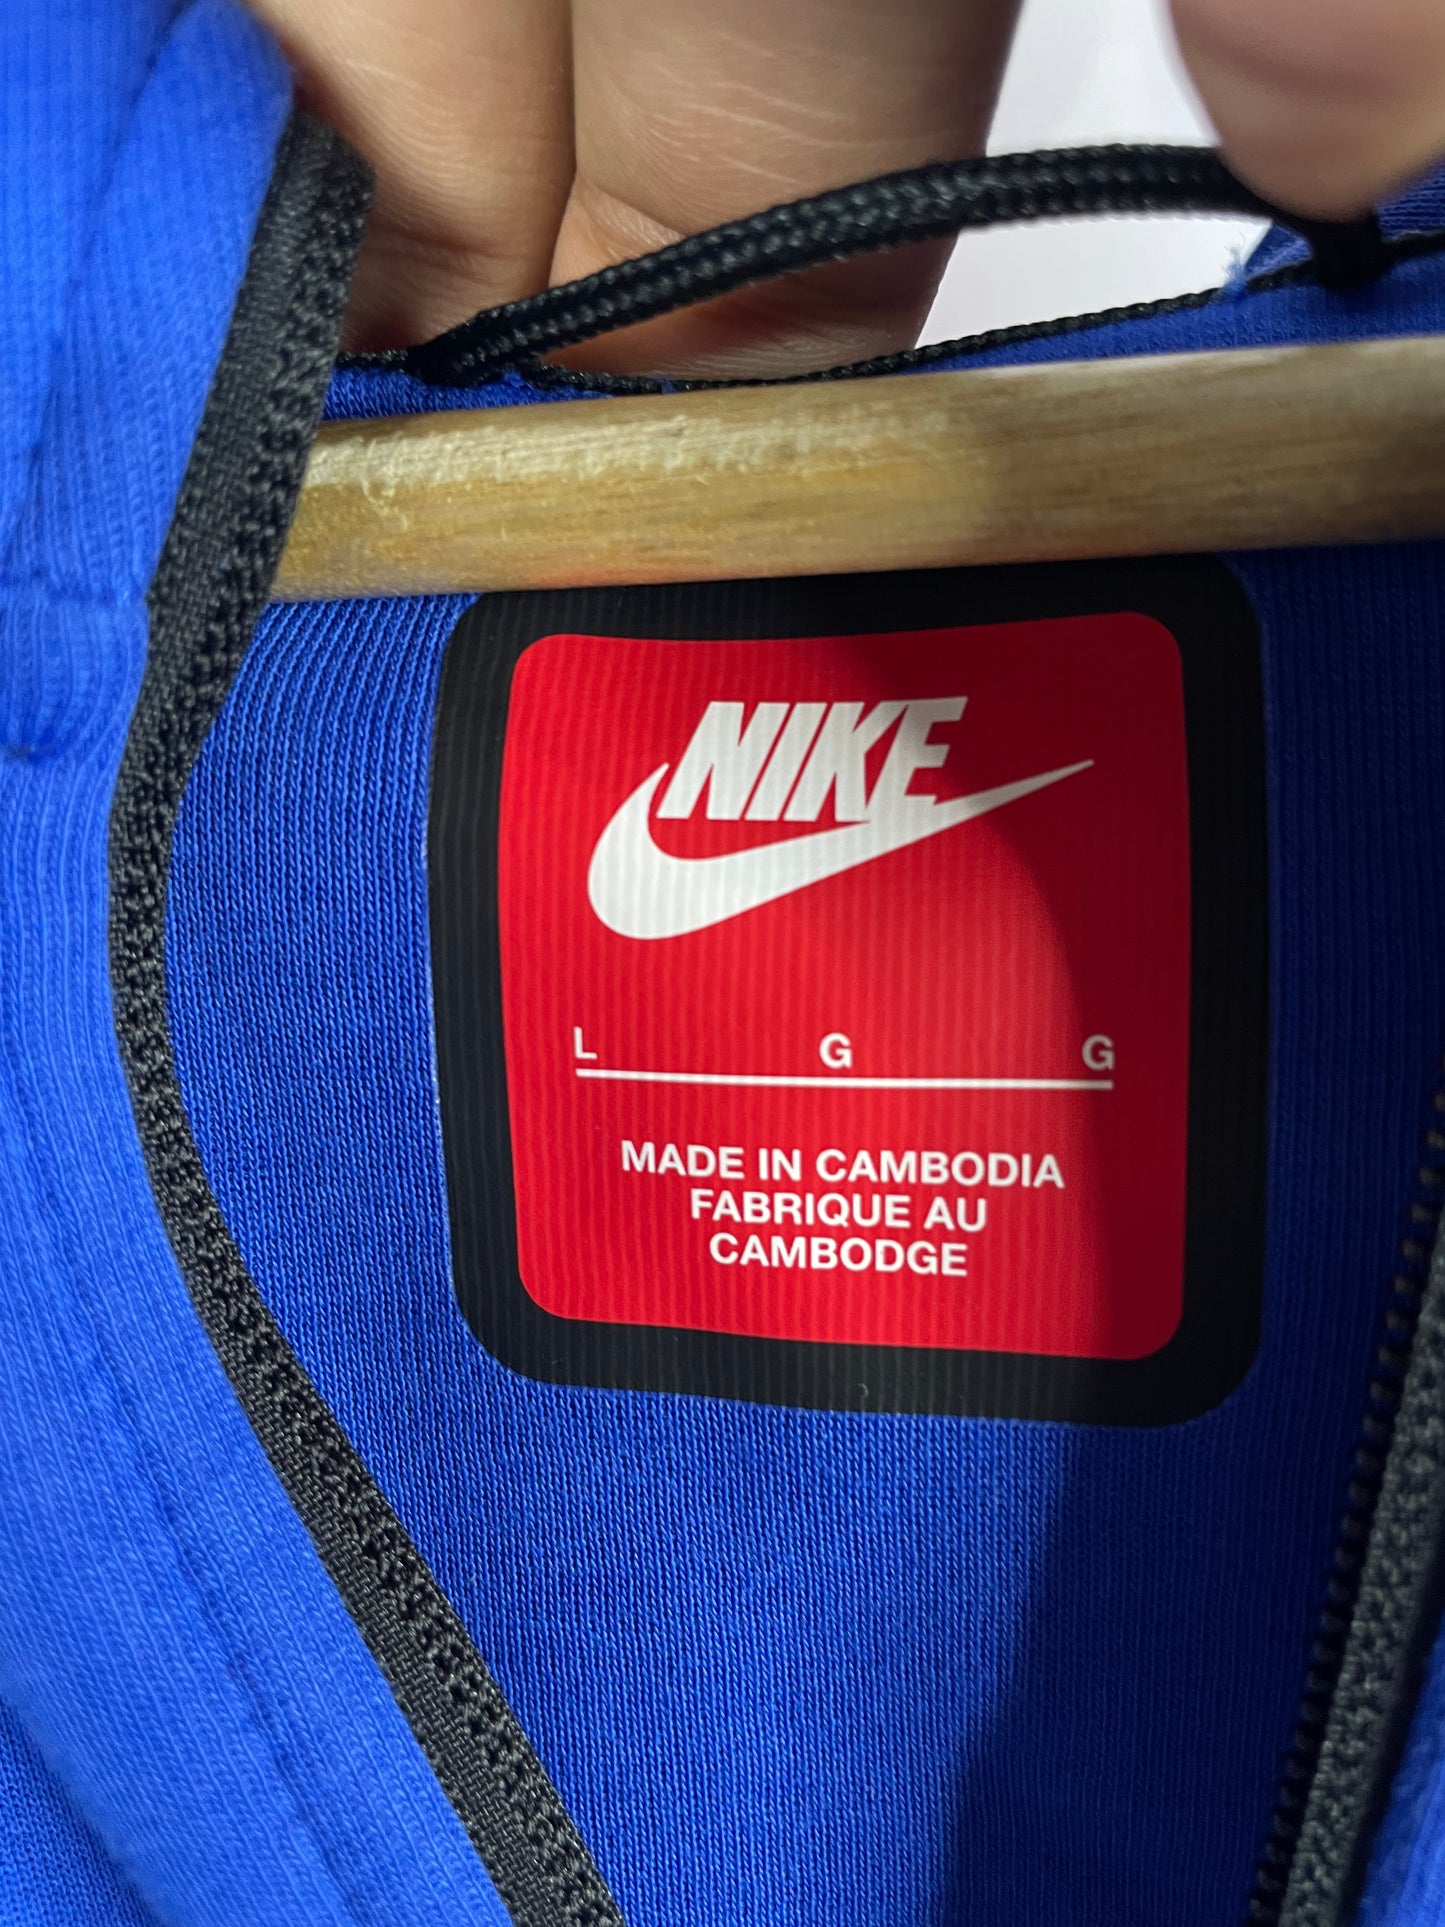 NIKE
L G G
MADE IN CAMBODIA
FABRIQUE AU
CAMBODGE